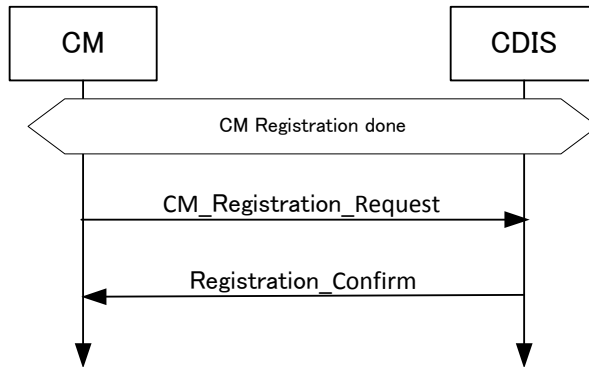 CM
CDIS
CM Registration done
CM_Registration_Request
Registration_Confirm